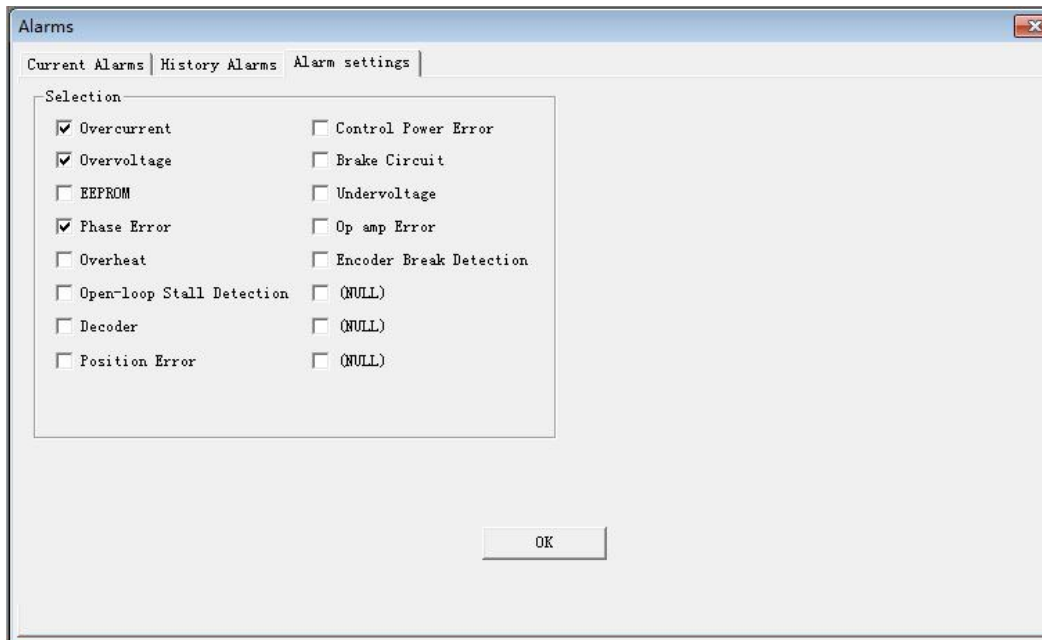 Alarms
Current Alarms History Alarms Alarm settings
Selection
Overcurrent Control Power Error
Overvoltage Brake Circuit
EEPROM Undervoltage
Phase Error Op amp Error
Overheat Encoder Break Detection
Open-loop Stall Detection (NULL)
Decoder (NULL)
Position Error (NULL)
OK